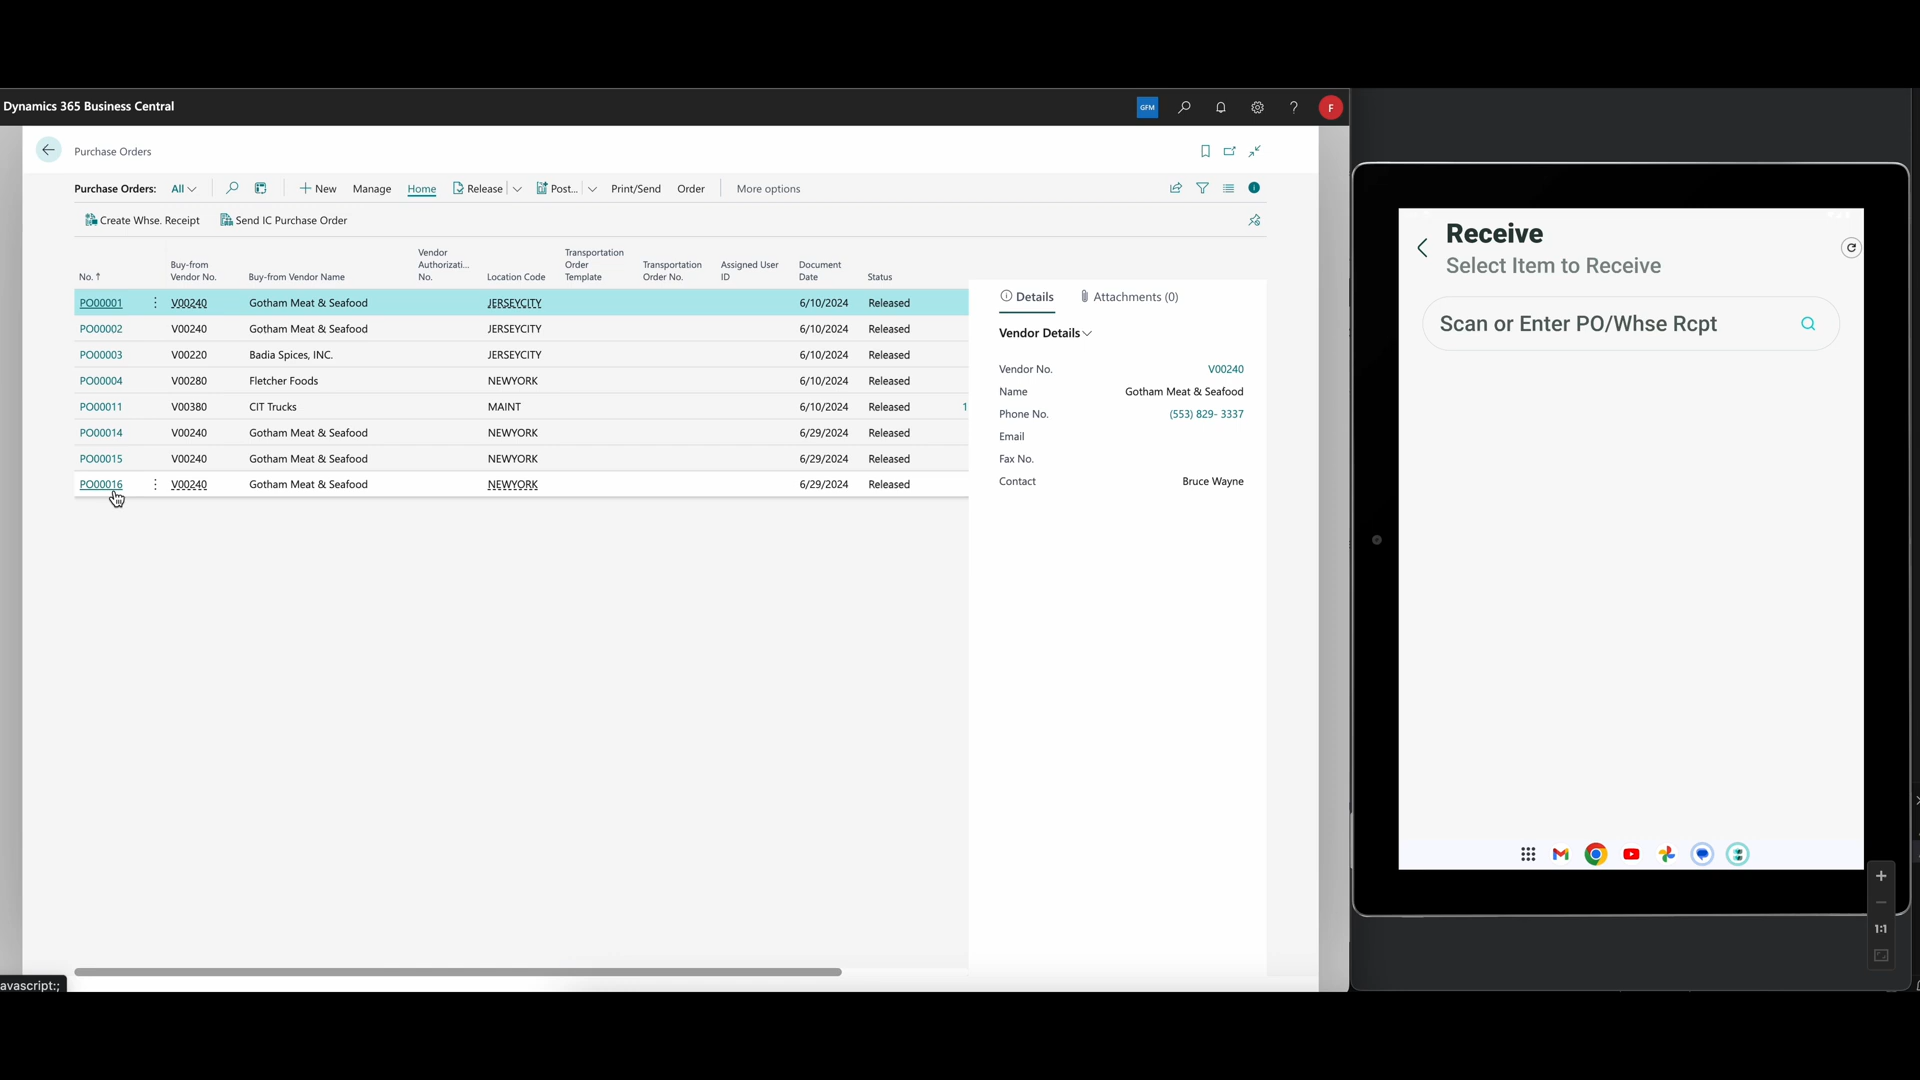 Dynamics 365 Business Central
GFM
?
F
Purchase Orders
Purchase Orders: All
New Manage Home Release Post... Print/Send Order More options
Create Whse. Receipt Send IC Purchase Order
No. ↑ Buy-from Vendor No. Buy-from Vendor Name Vendor Authorizati... No. Location Code Transportation Order Template Transportation Order No. Assigned User ID Document Date Status
PO00001 V00240 Gotham Meat & Seafood JERSEYCITY 6/10/2024 Released
PO00002 V00240 Gotham Meat & Seafood JERSEYCITY 6/10/2024 Released
PO00003 V00220 Badia Spices, INC. JERSEYCITY 6/10/2024 Released
PO00004 V00280 Fletcher Foods NEWYORK 6/10/2024 Released
PO00011 V00380 CIT Trucks MAINT 6/10/2024 Released 1
PO00014 V00240 Gotham Meat & Seafood NEWYORK 6/29/2024 Released
PO00015 V00240 Gotham Meat & Seafood NEWYORK 6/29/2024 Released
PO00016 V00240 Gotham Meat & Seafood NEWYORK 6/29/2024 Released
Details Attachments (0)
Vendor Details
Vendor No. V00240
Name Gotham Meat & Seafood
Phone No. (553) 829- 3337
Email
Fax No.
Contact Bruce Wayne
avascript:;
Receive
Select Item to Receive
Scan or Enter PO/Whse Rcpt
1:1